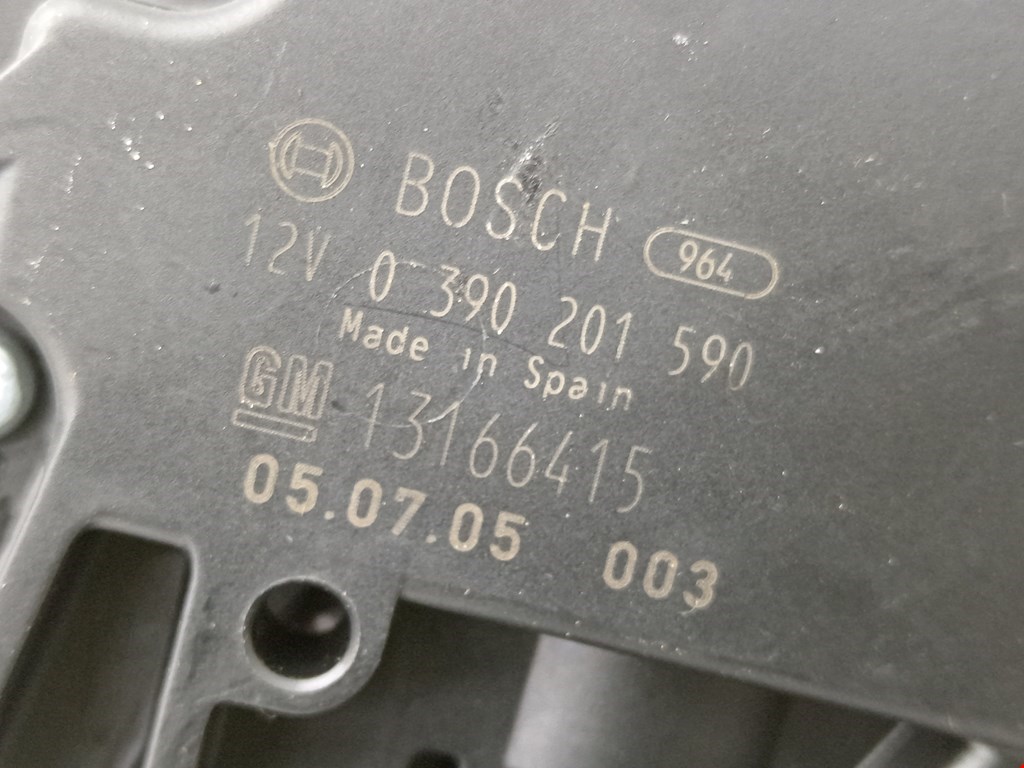 BOSCH 964
12V 0 390 201 590
Made in Spain
GM 13166415
05.07.05 003